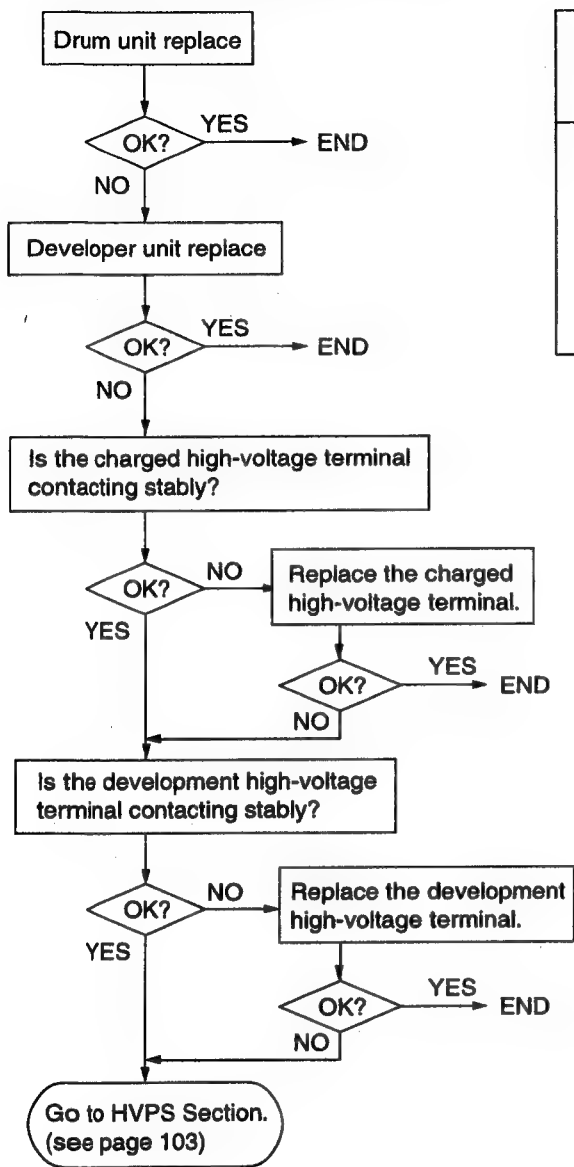 Drum unit replace
OK?
YES
END
NO
Developer unit replace
OK?
YES
END
NO
Is the charged high-voltage terminal
contacting stably?
OK?
NO
Replace the charged
high-voltage terminal.
YES
OK?
YES
END
NO
Is the development high-voltage
terminal contacting stably?
OK?
NO
Replace the development
high-voltage terminal.
YES
OK?
YES
END
NO
Go to HVPS Section.
(see page 103)